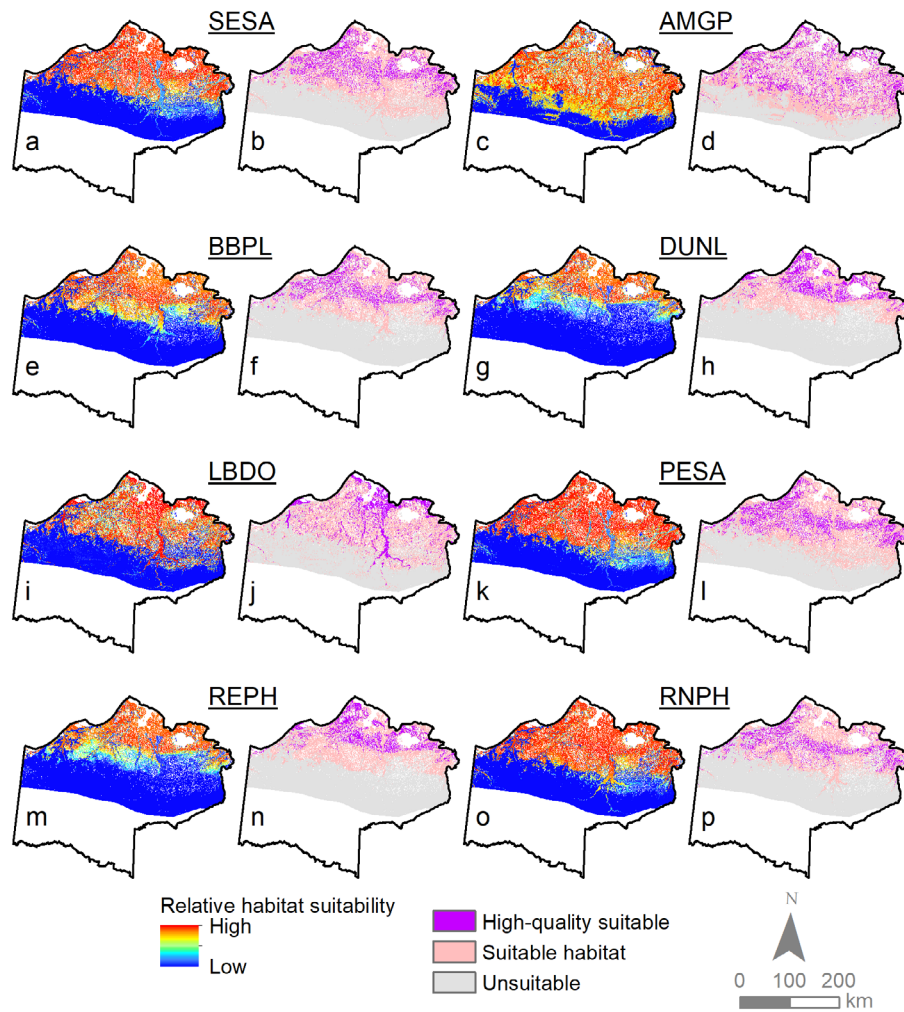 SESA AMGP
a b c d
BBPL DUNL
e f g h
LBDO PESA
i j k l
REPH RNPH
m n o p
Relative habitat suitability
High
Low
High-quality suitable
Suitable habitat
Unsuitable
N
0 100 200
km